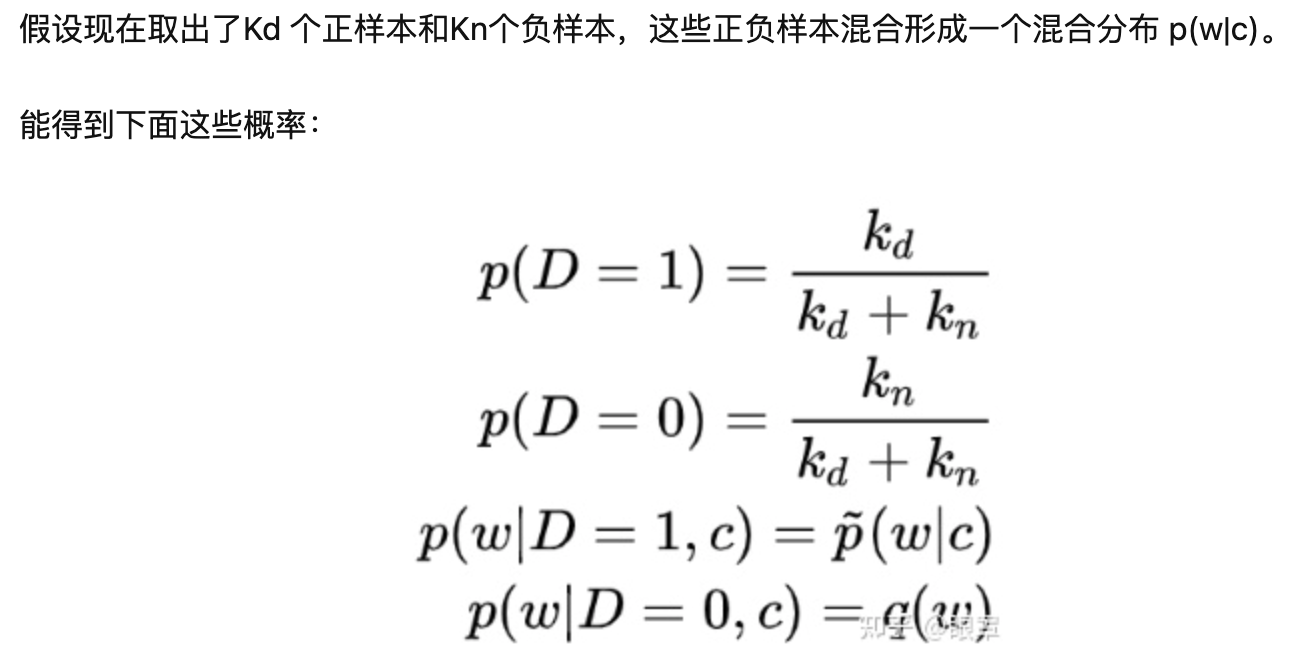 假设现在取出了Kd 个正样本和Kn个负样本，这些正负样本混合形成一个混合分布 p(w|c)。
能得到下面这些概率：
p(D = 1) = \frac{k_d}{k_d + k_n}
p(D = 0) = \frac{k_n}{k_d + k_n}
p(w|D = 1, c) = \tilde{p}(w|c)
p(w|D = 0, c) = q(w)
知乎